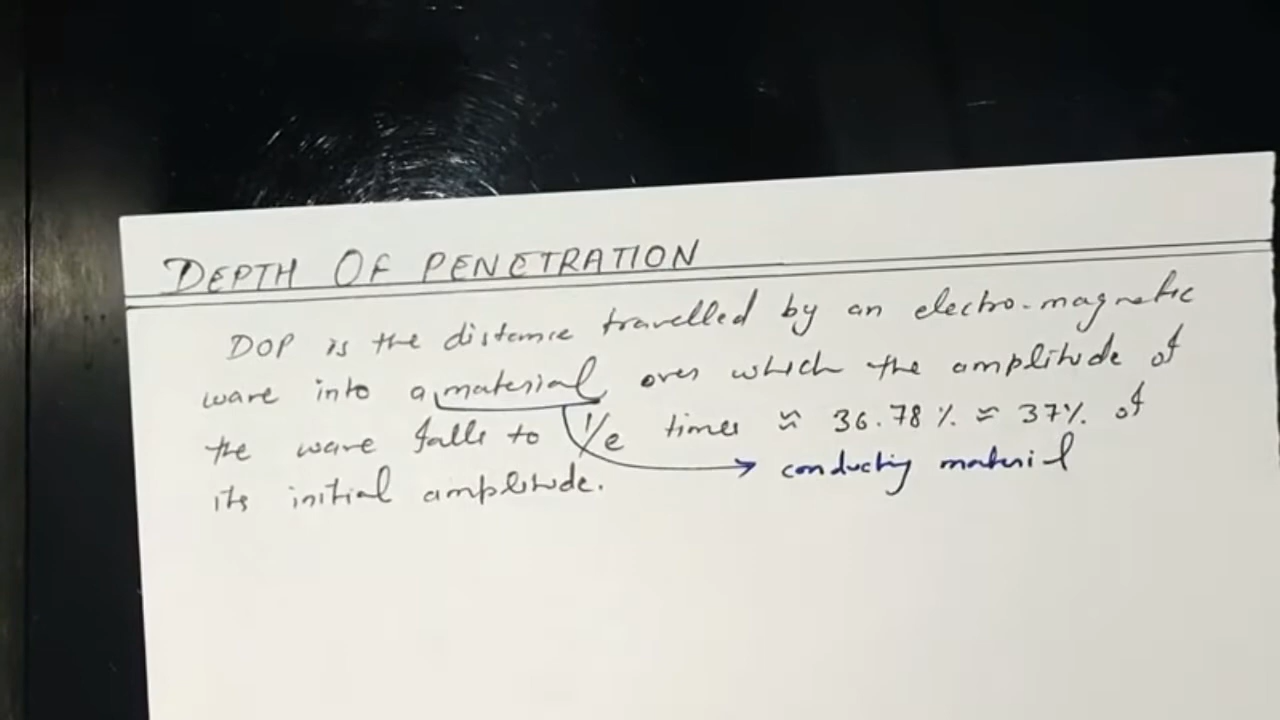 DEPTH OF PENETRATION
DOP is the distance travelled by an electro-magnetic
wave into a material over which the amplitude of
the wave falls to 1/e times ≈ 36.78 % ≈ 37% of
its initial amplitude.
→ conducting material